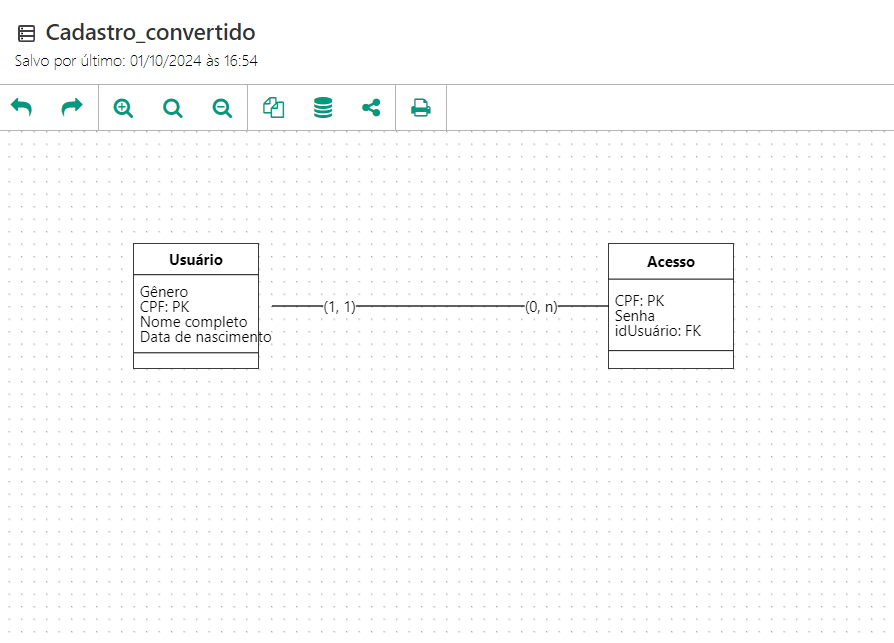 Cadastro_convertido
Salvo por último: 01/10/2024 às 16:54
Usuário
Gênero
CPF: PK
Nome completo
Data de nascimento
(1, 1)
(0, n)
Acesso
CPF: PK
Senha
idUsuário: FK